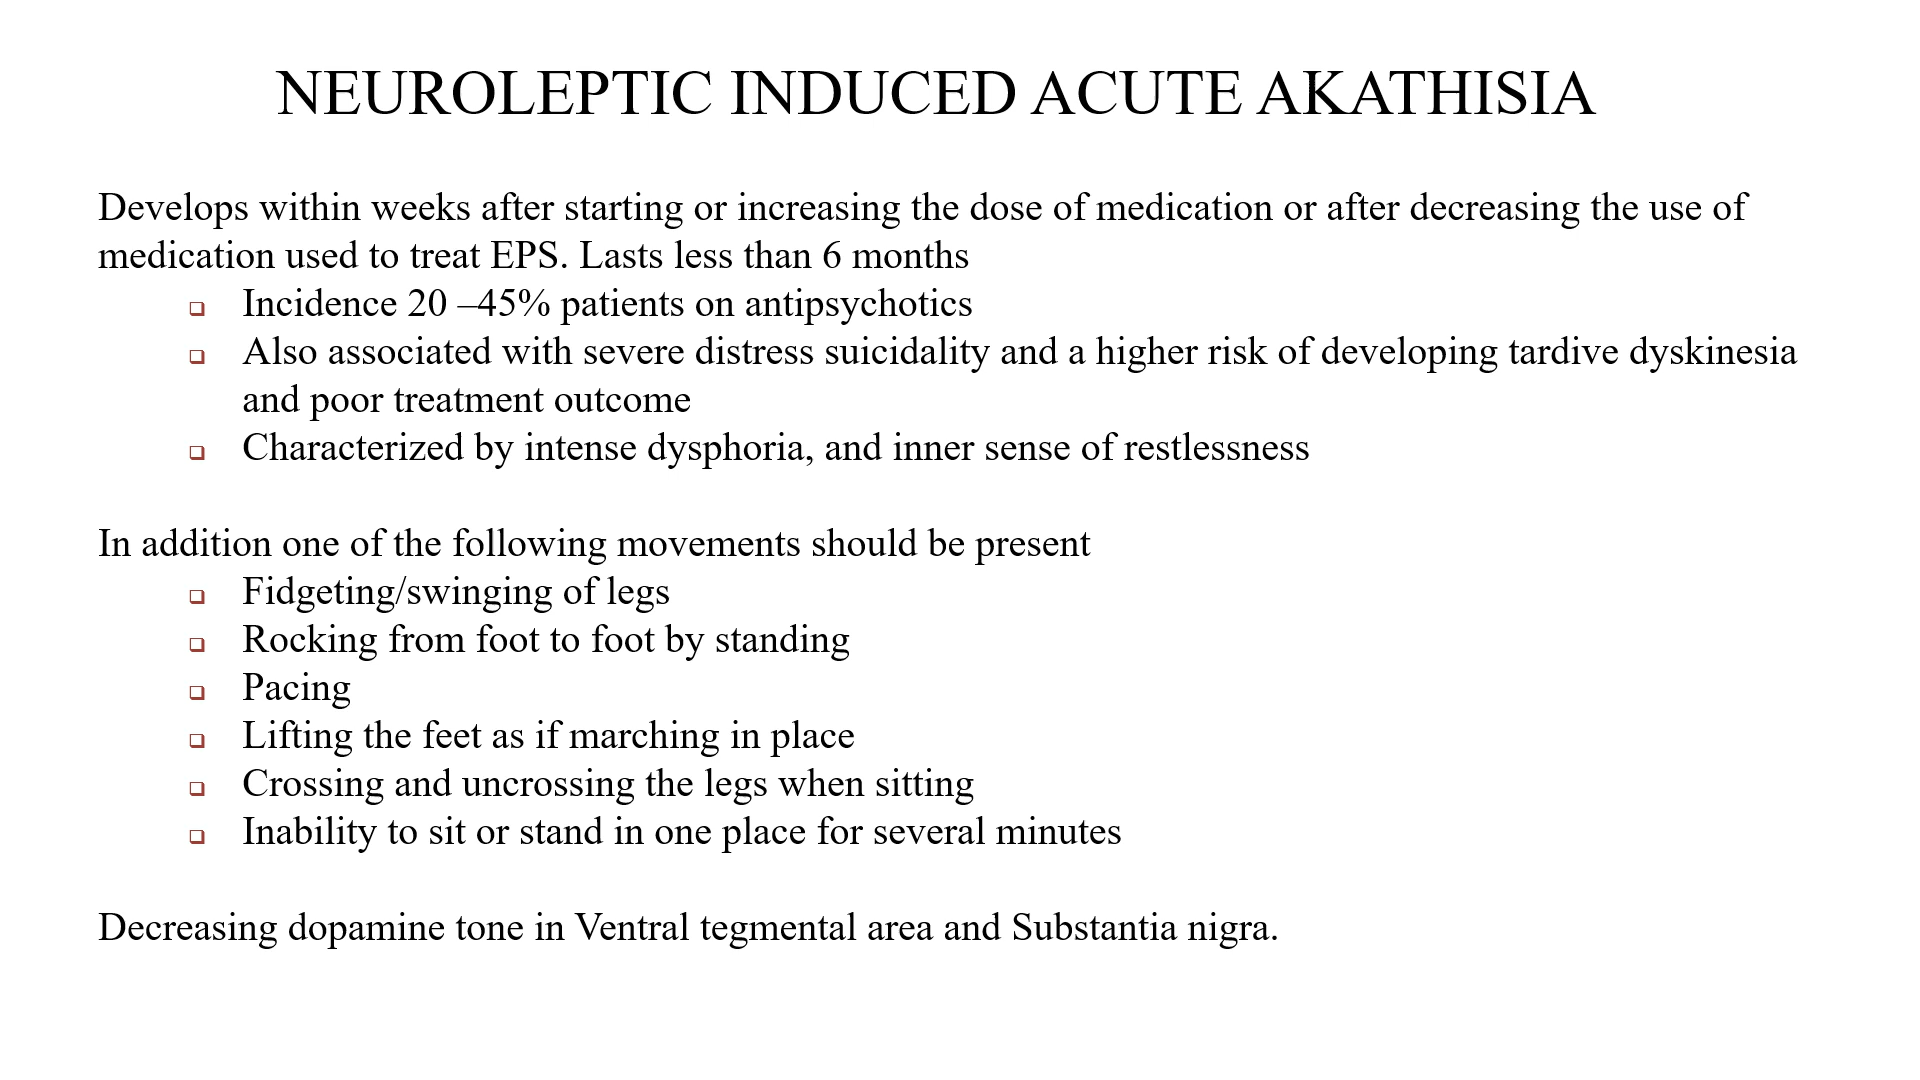 NEUROLEPTIC INDUCED ACUTE AKATHISIA
Develops within weeks after starting or increasing the dose of medication or after decreasing the use of
medication used to treat EPS. Lasts less than 6 months
❑ Incidence 20 –45% patients on antipsychotics
❑ Also associated with severe distress suicidality and a higher risk of developing tardive dyskinesia
and poor treatment outcome
❑ Characterized by intense dysphoria, and inner sense of restlessness
In addition one of the following movements should be present
❑ Fidgeting/swinging of legs
❑ Rocking from foot to foot by standing
❑ Pacing
❑ Lifting the feet as if marching in place
❑ Crossing and uncrossing the legs when sitting
❑ Inability to sit or stand in one place for several minutes
Decreasing dopamine tone in Ventral tegmental area and Substantia nigra.